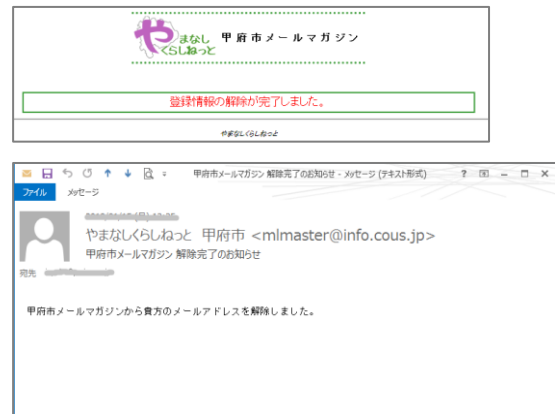 やまなし
くらしねっと
甲府市メールマガジン
登録情報の解除が完了しました。
やまなしくらしねっと
甲府市メールマガジン 解除完了のお知らせ - メッセージ (テキスト形式)
ファイル メッセージ
やまなしくらしねっと 甲府市 <mlmaster@info.cous.jp>
甲府市メールマガジン 解除完了のお知らせ
宛先
甲府市メールマガジンから貴方のメールアドレスを解除しました。